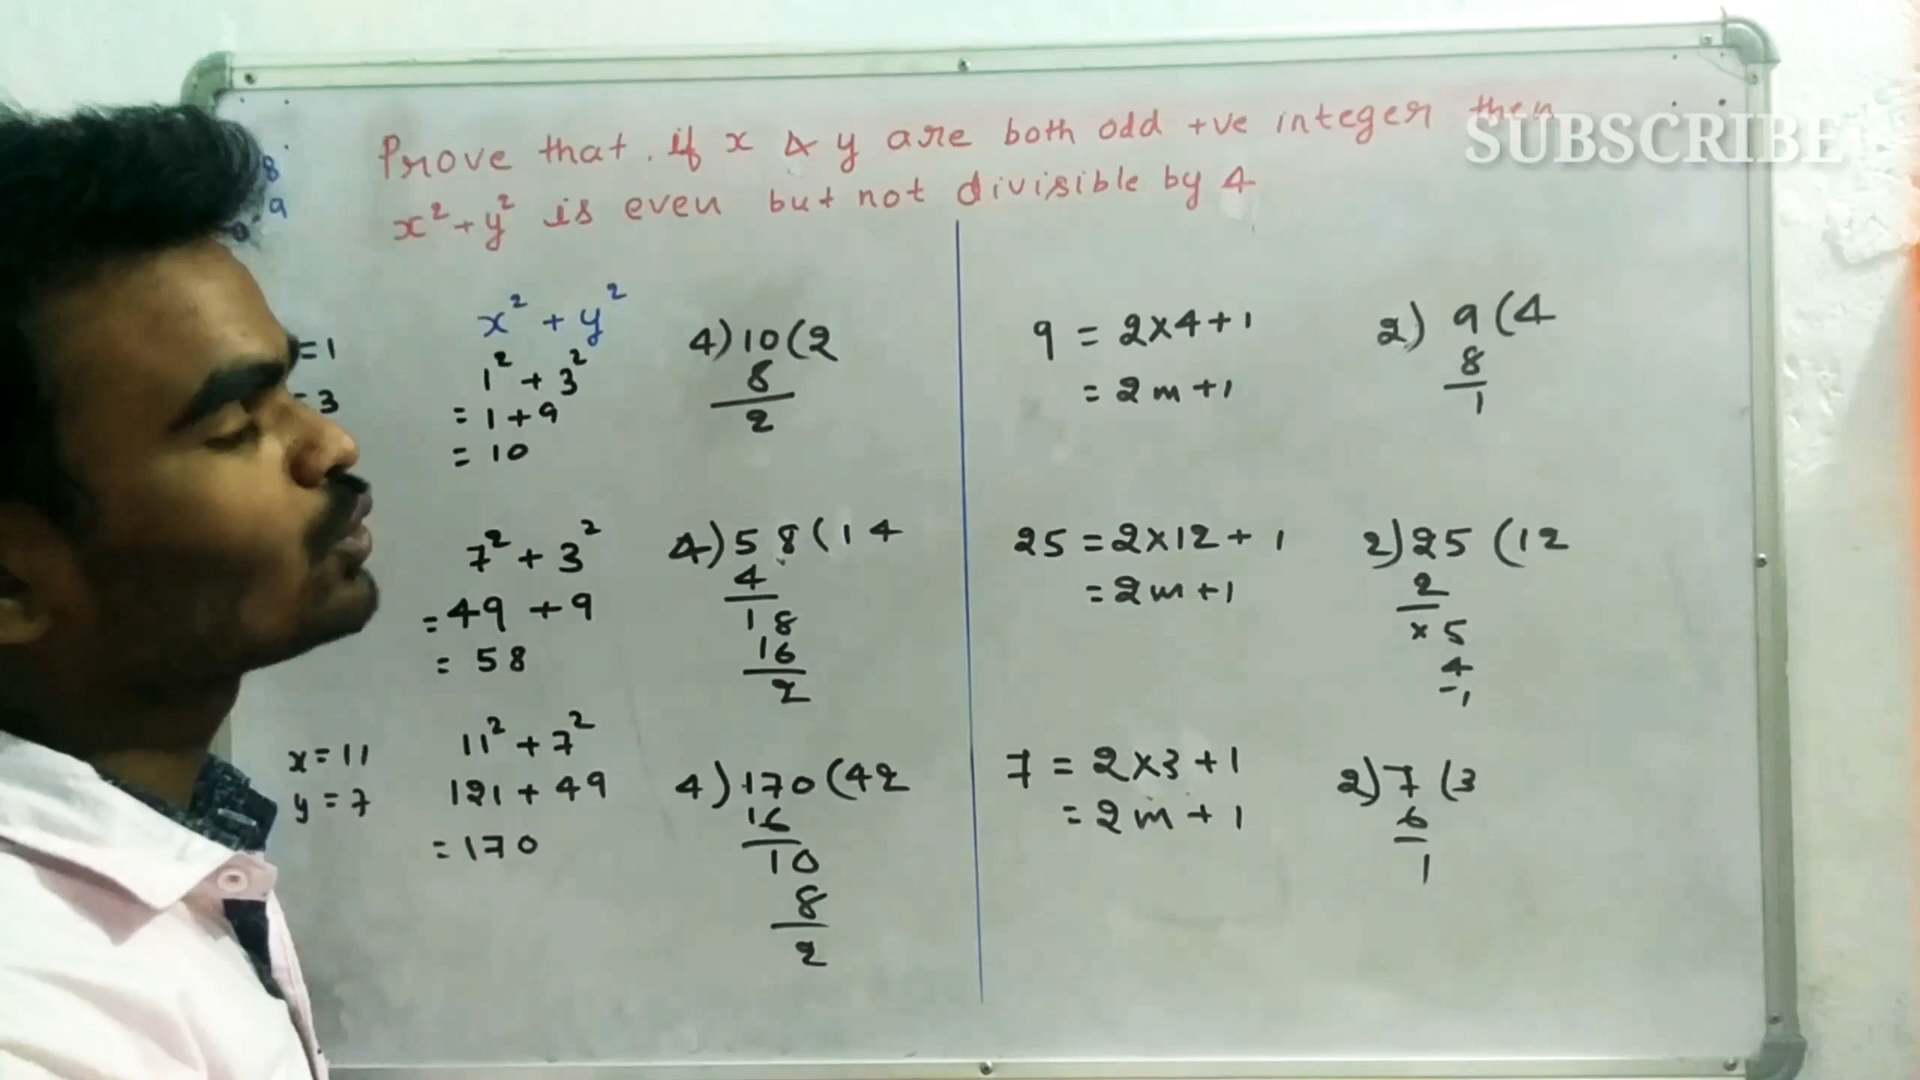 Prove that. if x & y are both odd +ve integer then
x² + y² is even but not divisible by 4
SUBSCRIBE
8
9
= 1
= 3
x² + y²
1² + 3²
= 1 + 9
= 10
4)10(2
8
2
7² + 3²
= 49 + 9
= 58
4)58(14
4
18
16
2
x = 11
y = 7
11² + 7²
121 + 49
= 170
4)170(42
16
10
8
2
9 = 2×4+1
= 2m+1
2) 9 (4
8
1
25 = 2×12+1
= 2m+1
2)25(12
2
×5
4
1
7 = 2×3+1
= 2m+1
2)7(3
6
1